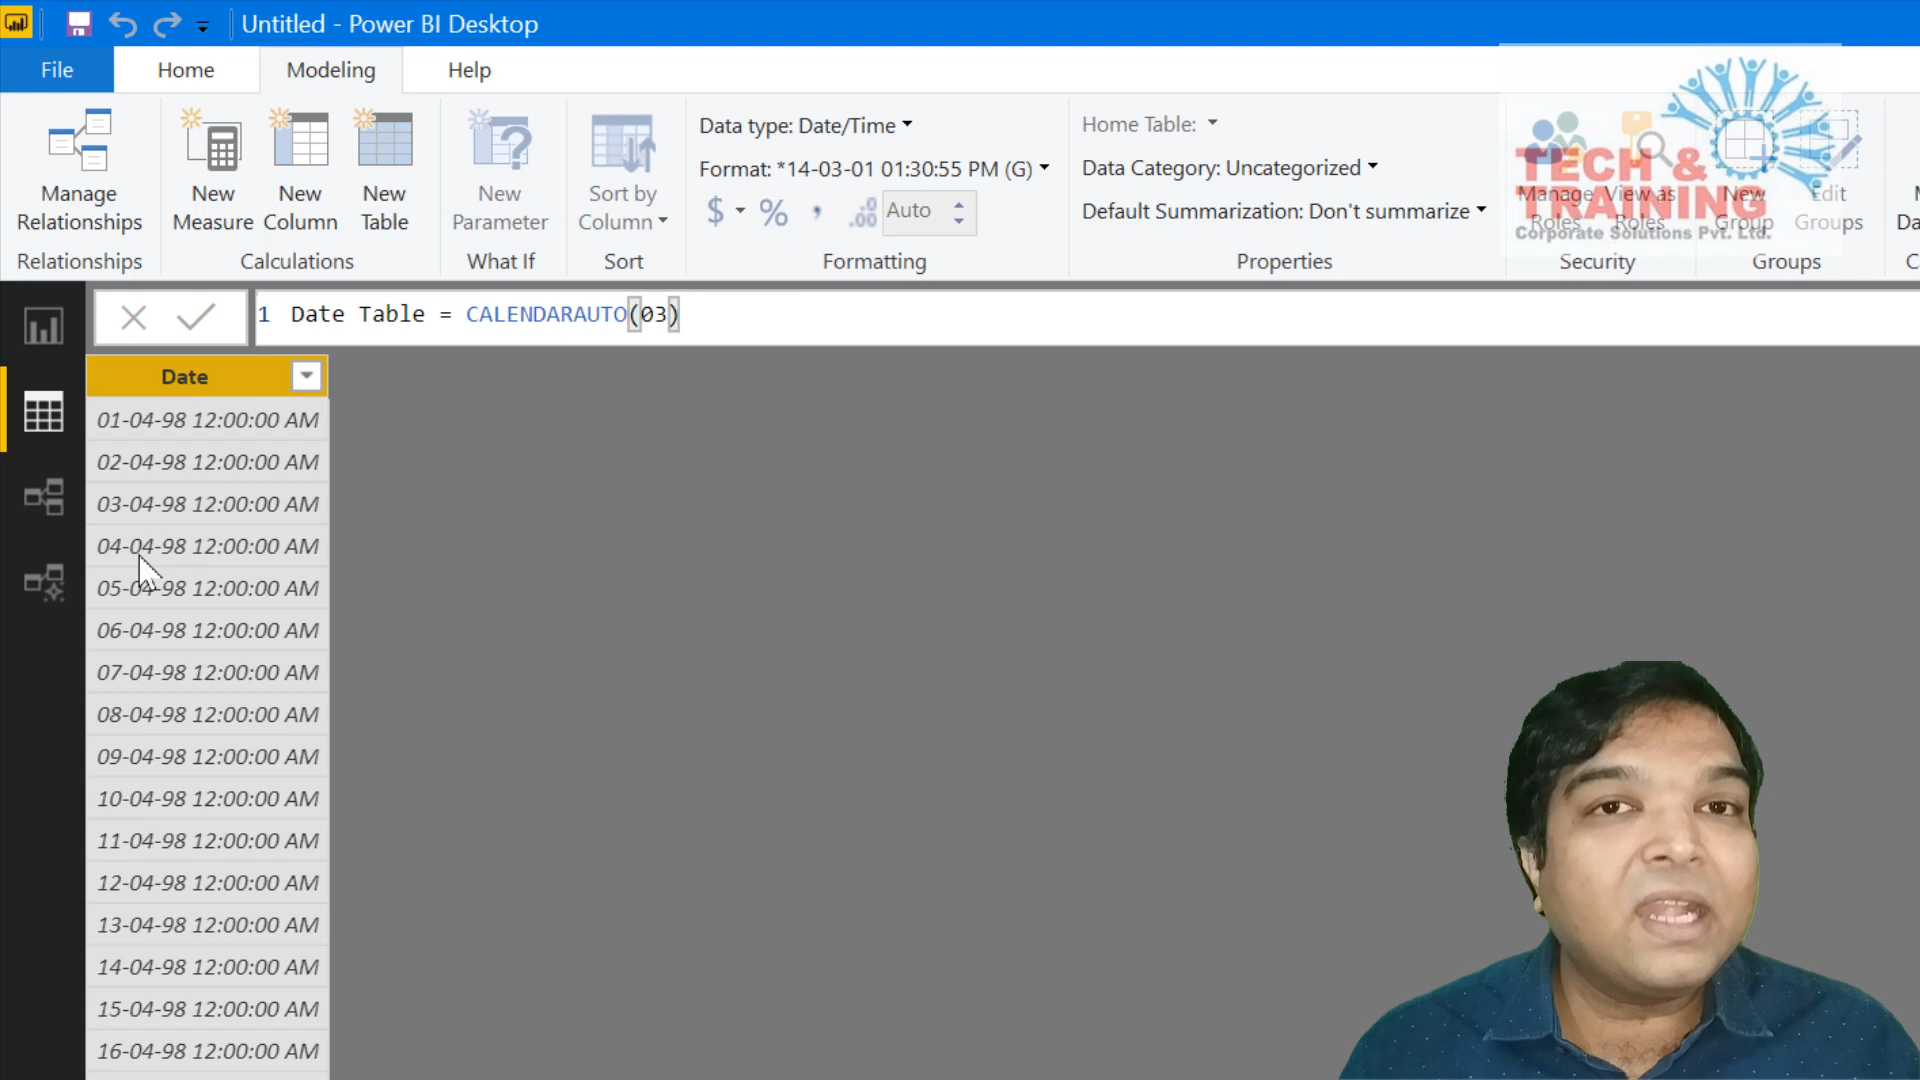 Untitled - Power BI Desktop
File
Home
Modeling
Help
Manage
Relationships
New
Measure
New
Column
New
Table
New
Parameter
Sort by
Column
Data type: Date/Time
Format: *14-03-01 01:30:55 PM (G)
$ % , .00 Auto
Home Table:
Data Category: Uncategorized
Default Summarization: Don't summarize
Manage
Roles
View as
Roles
New
Group
Edit
Groups
TECH &
TRAINING
Corporate Solutions Pvt. Ltd.
Relationships
Calculations
What If
Sort
Formatting
Properties
Security
Groups
1 Date Table = CALENDARAUTO(03)
Date
01-04-98 12:00:00 AM
02-04-98 12:00:00 AM
03-04-98 12:00:00 AM
04-04-98 12:00:00 AM
05-04-98 12:00:00 AM
06-04-98 12:00:00 AM
07-04-98 12:00:00 AM
08-04-98 12:00:00 AM
09-04-98 12:00:00 AM
10-04-98 12:00:00 AM
11-04-98 12:00:00 AM
12-04-98 12:00:00 AM
13-04-98 12:00:00 AM
14-04-98 12:00:00 AM
15-04-98 12:00:00 AM
16-04-98 12:00:00 AM